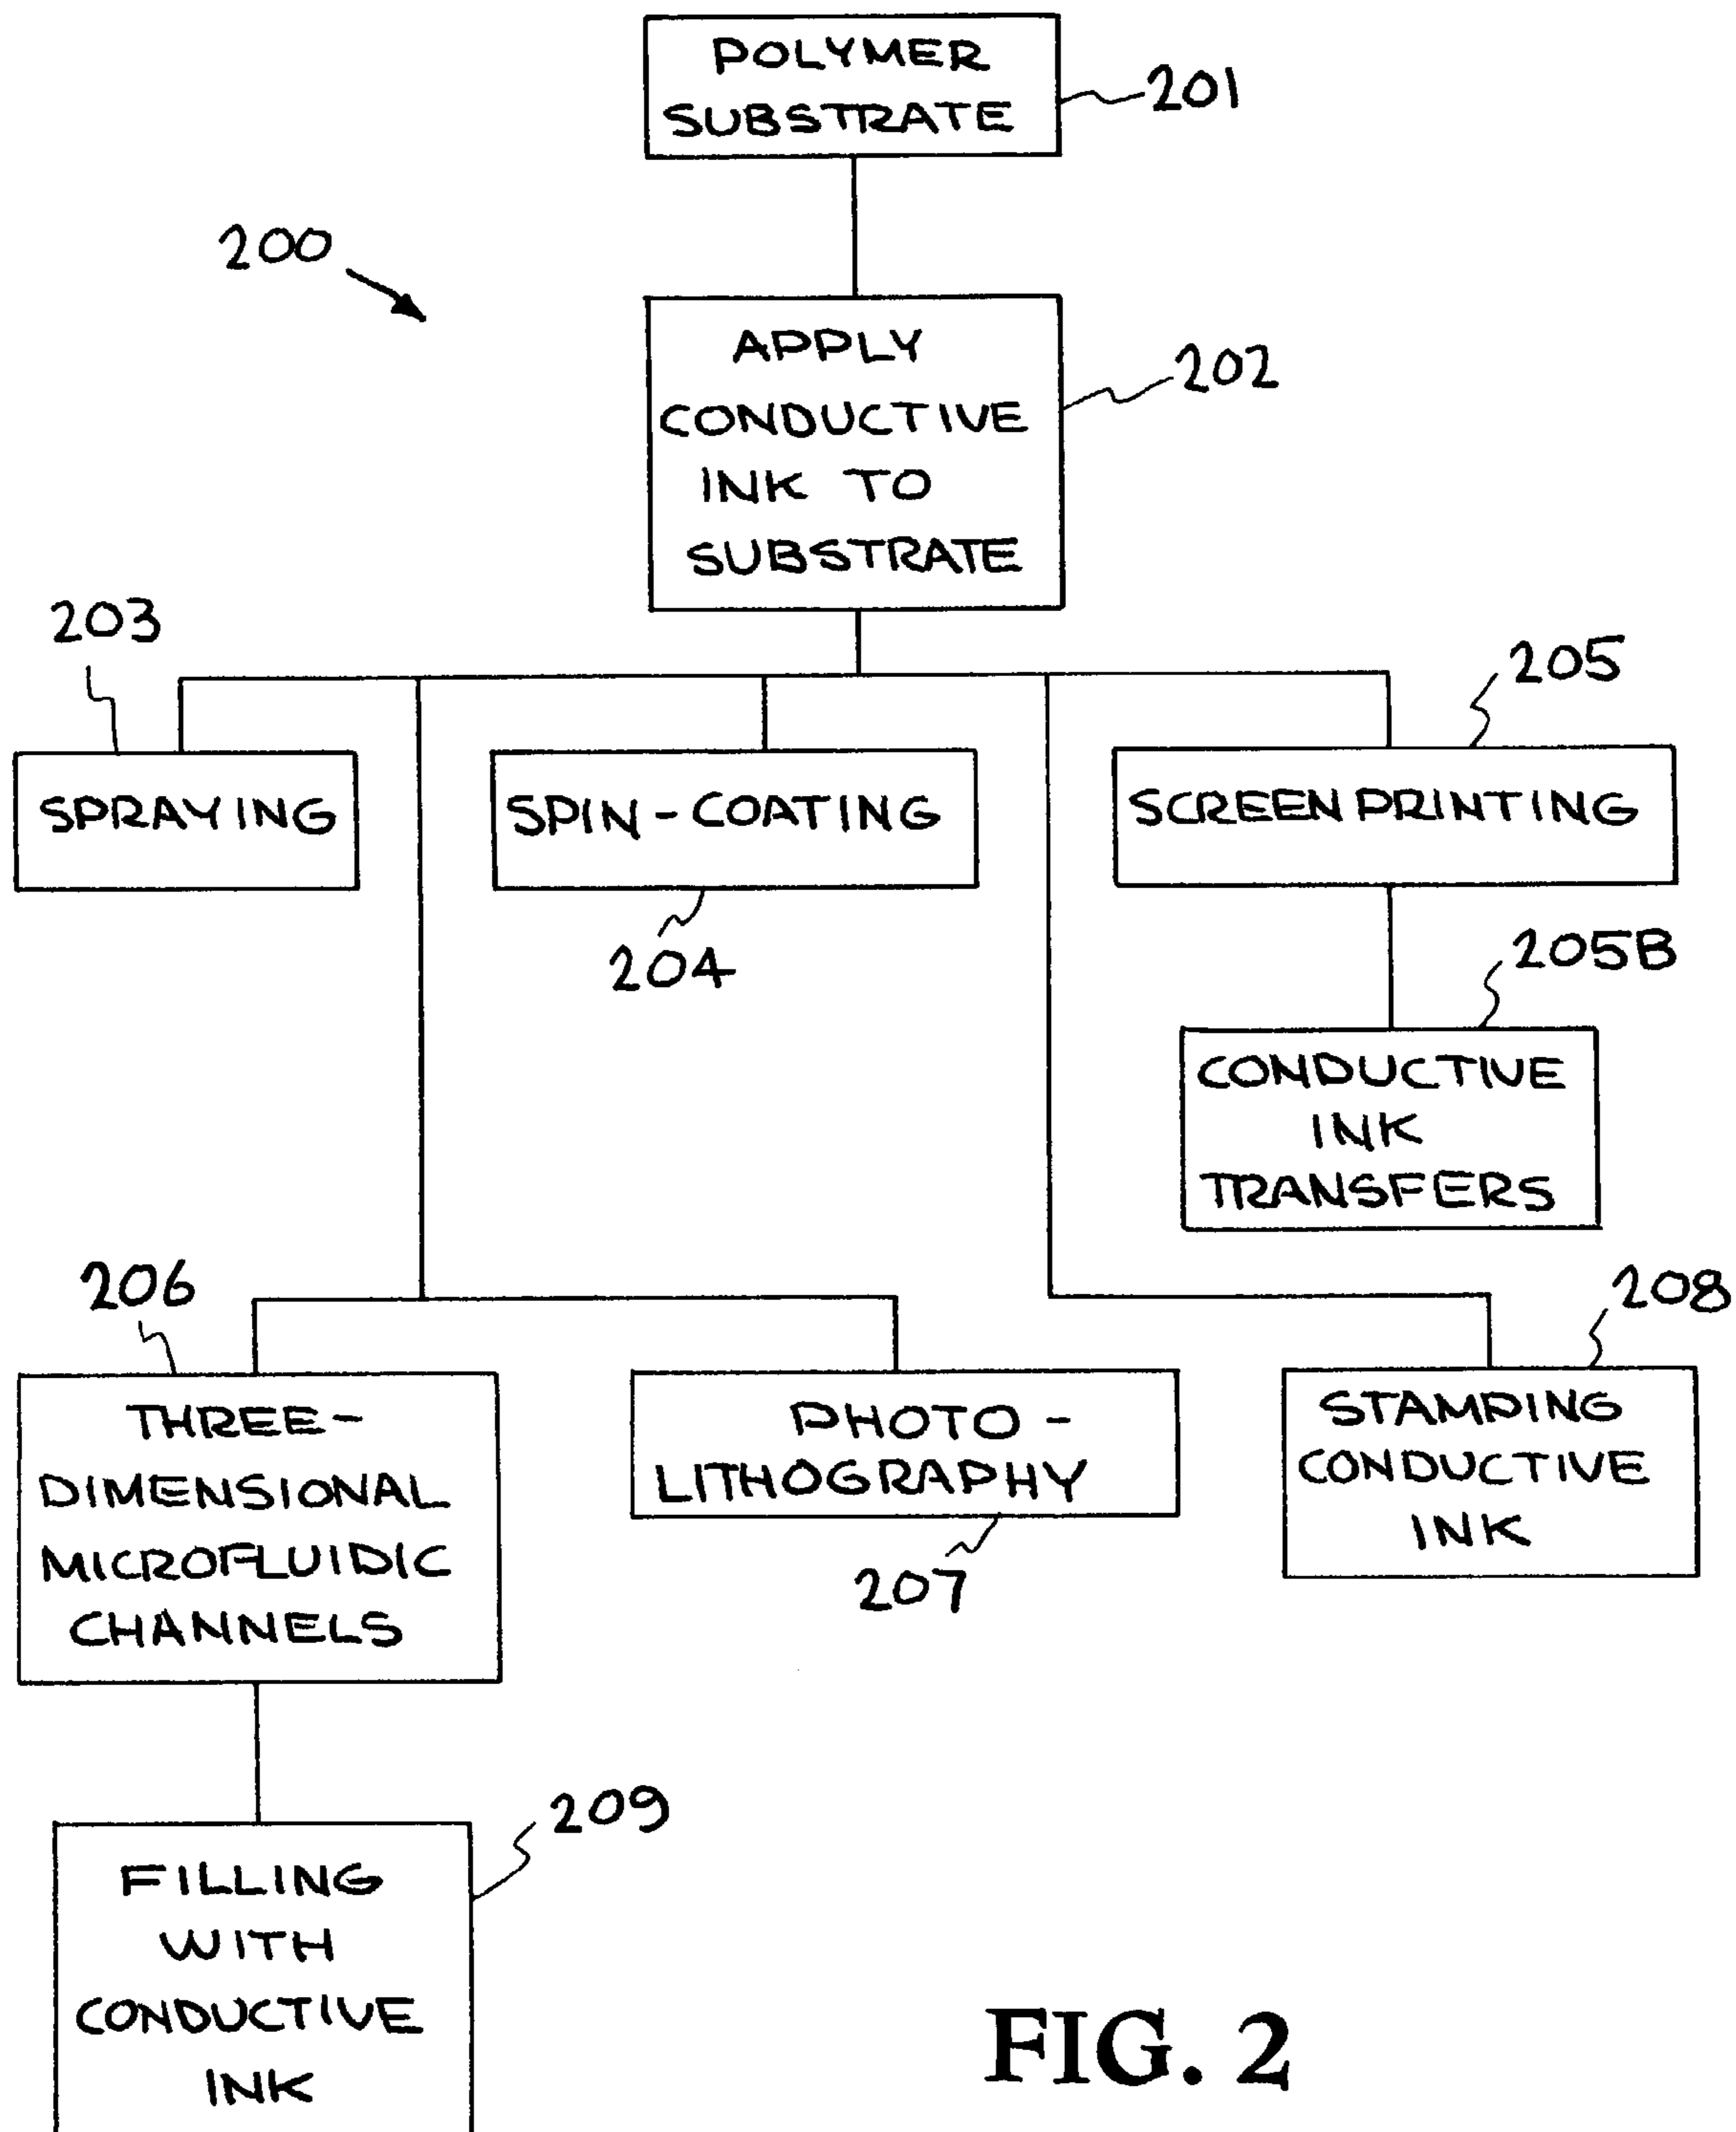 POLYMER
SUBSTRATE
201
200
APPLY
CONDUCTIVE
INK TO
SUBSTRATE
202
203
SPRAYING
SPIN-COATING
204
205
SCREEN PRINTING
205B
CONDUCTIVE
INK
TRANSFERS
206
THREE-
DIMENSIONAL
MICROFLUIDIC
CHANNELS
PHOTO-
LITHOGRAPHY
207
208
STAMPING
CONDUCTIVE
INK
209
FILLING
WITH
CONDUCTIVE
INK
FIG. 2